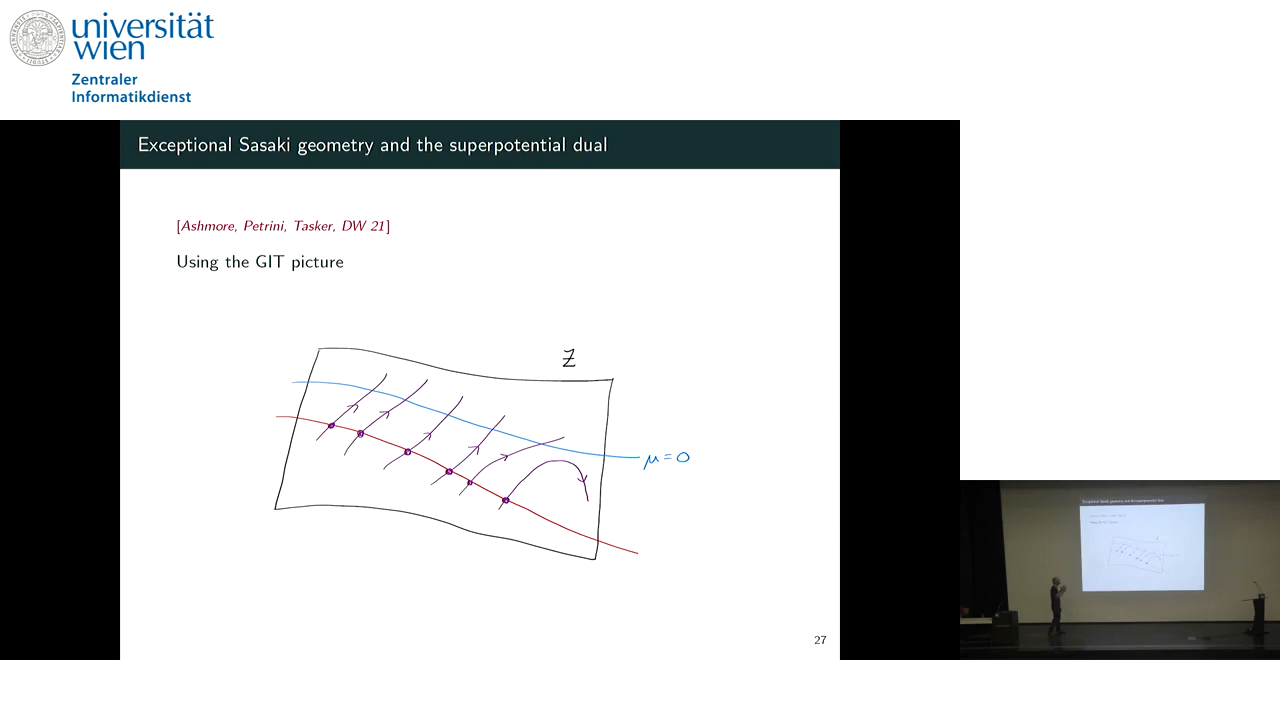 universität
wien
Zentraler
Informatikdienst
Exceptional Sasaki geometry and the superpotential dual
[Ashmore, Petrini, Tasker, DW 21]
Using the GIT picture
Z
μ = 0
27